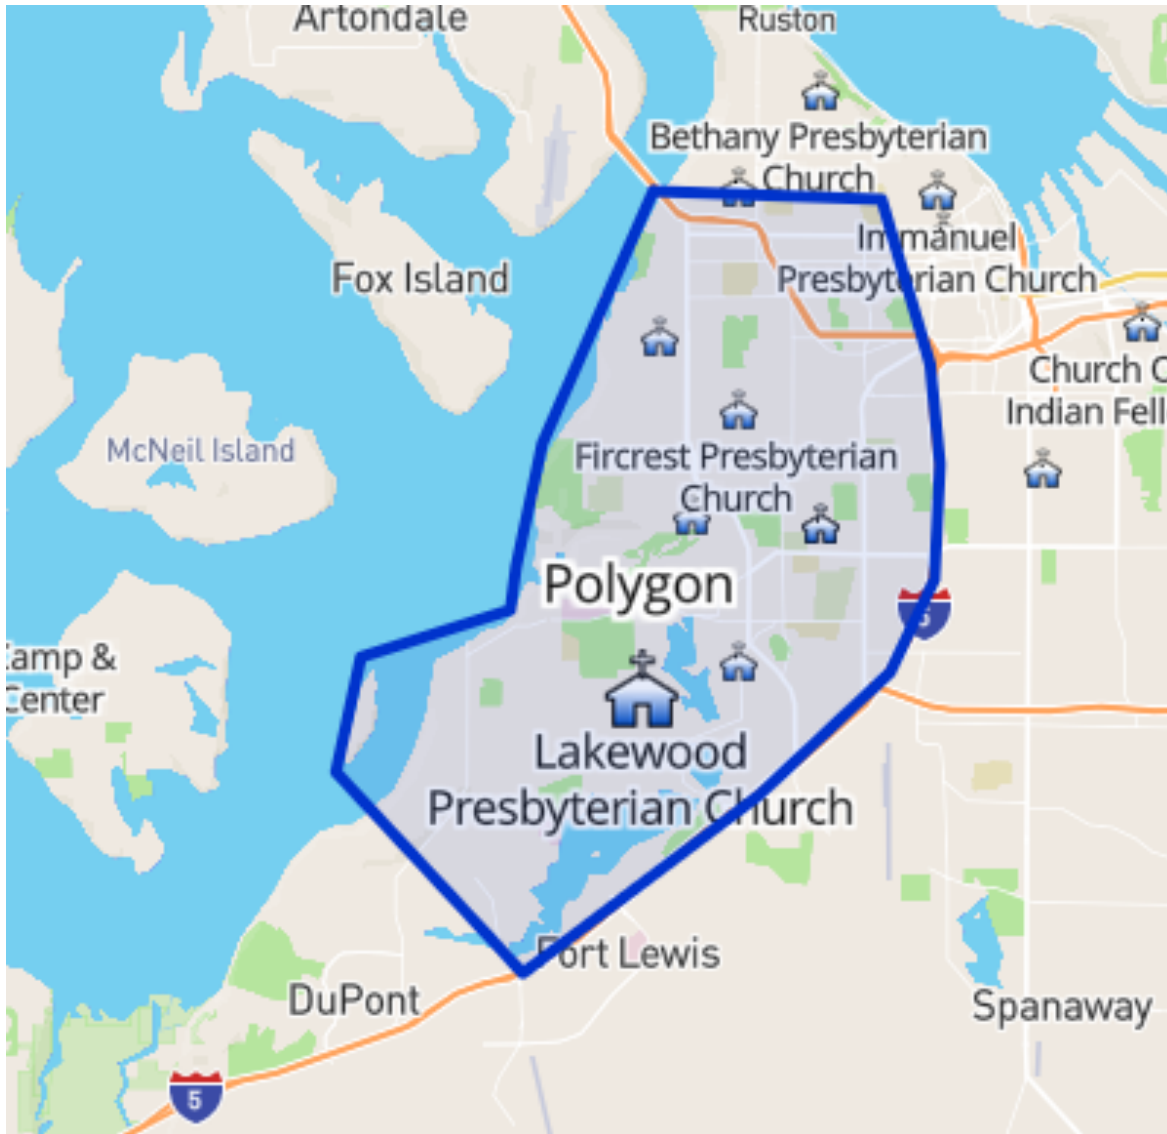 Artondale
Ruston
Bethany Presbyterian
Church
Immanuel
Presbyterian Church
Fox Island
Church O
Indian Fell
McNeil Island
Fircrest Presbyterian
Church
Polygon
5
Camp &
Center
Lakewood
Presbyterian Church
Fort Lewis
DuPont
Spanaway
5